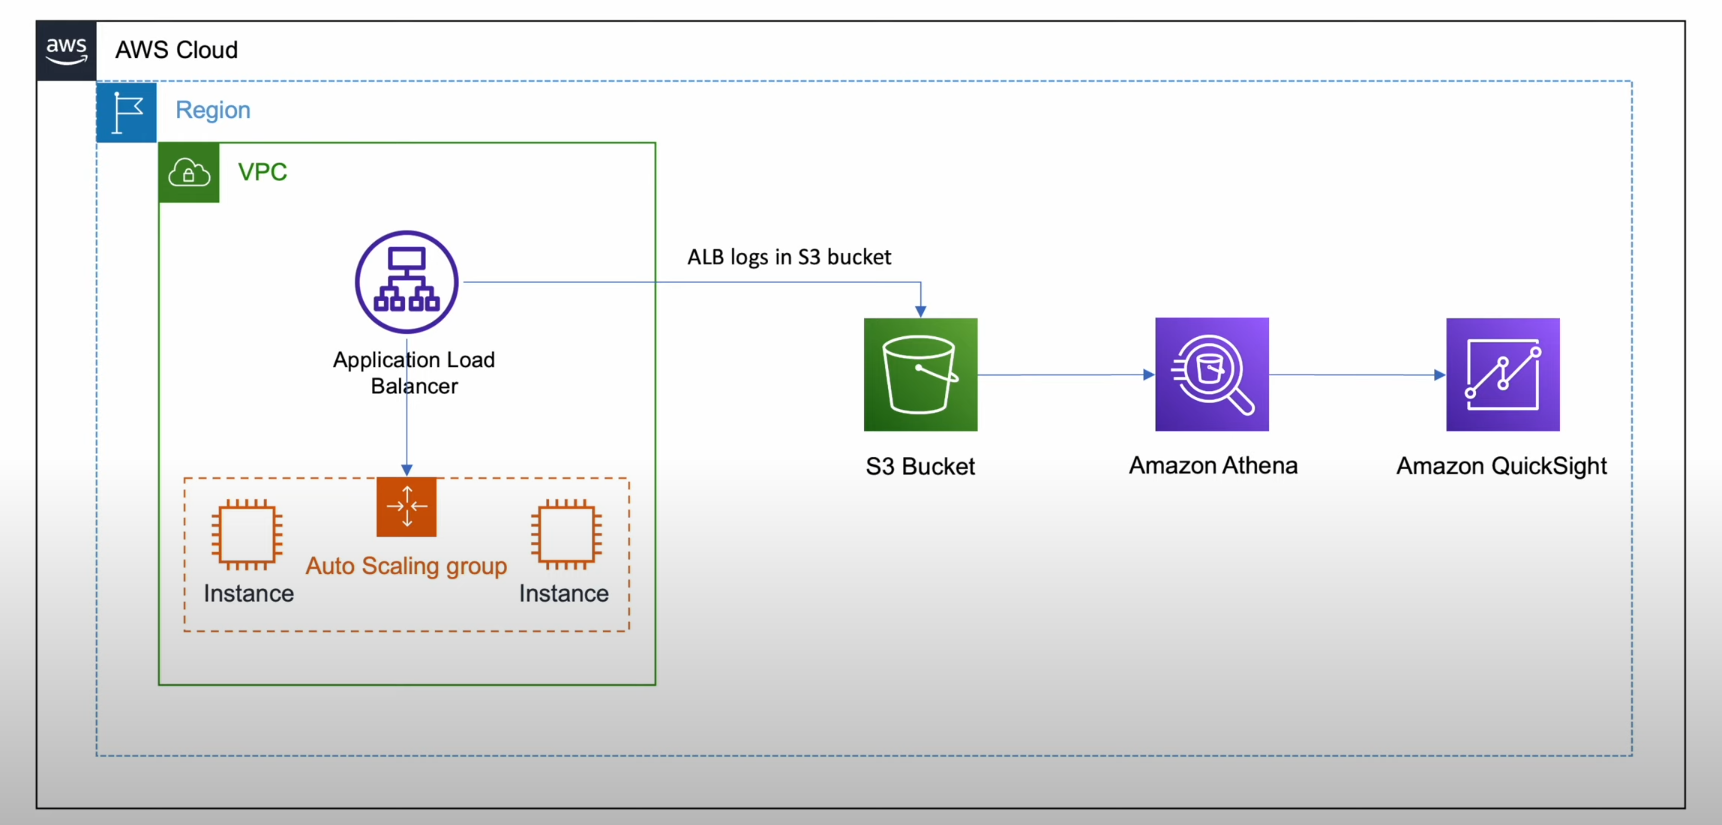 aws
AWS Cloud
Region
VPC
ALB logs in S3 bucket
Application Load
Balancer
S3 Bucket
Amazon Athena
Amazon QuickSight
Auto Scaling group
Instance
Instance